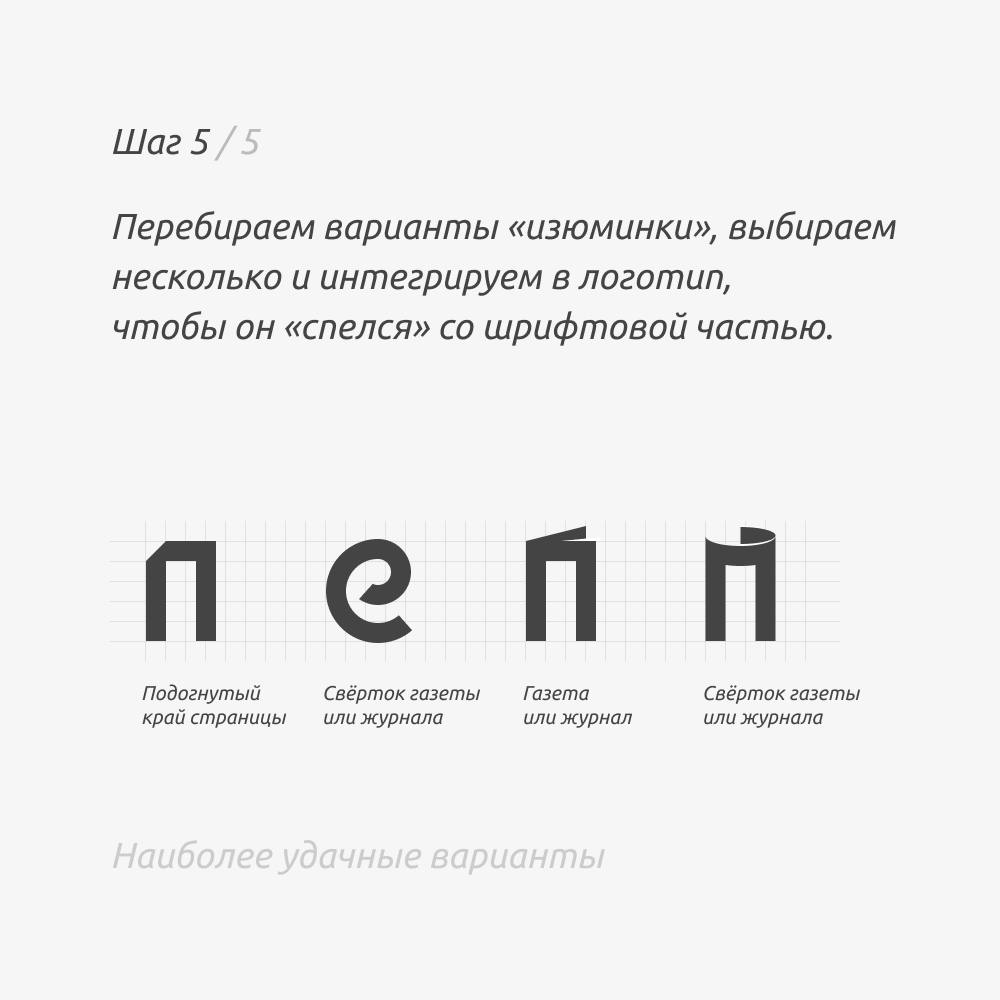 Шаг 5 / 5
Перебираем варианты «изюминки», выбираем
несколько и интегрируем в логотип,
чтобы он «спелся» со шрифтовой частью.
п е п п
Подогнутый
край страницы
Свёрток газеты
или журнала
Газета
или журнал
Свёрток газеты
или журнала
Наиболее удачные варианты